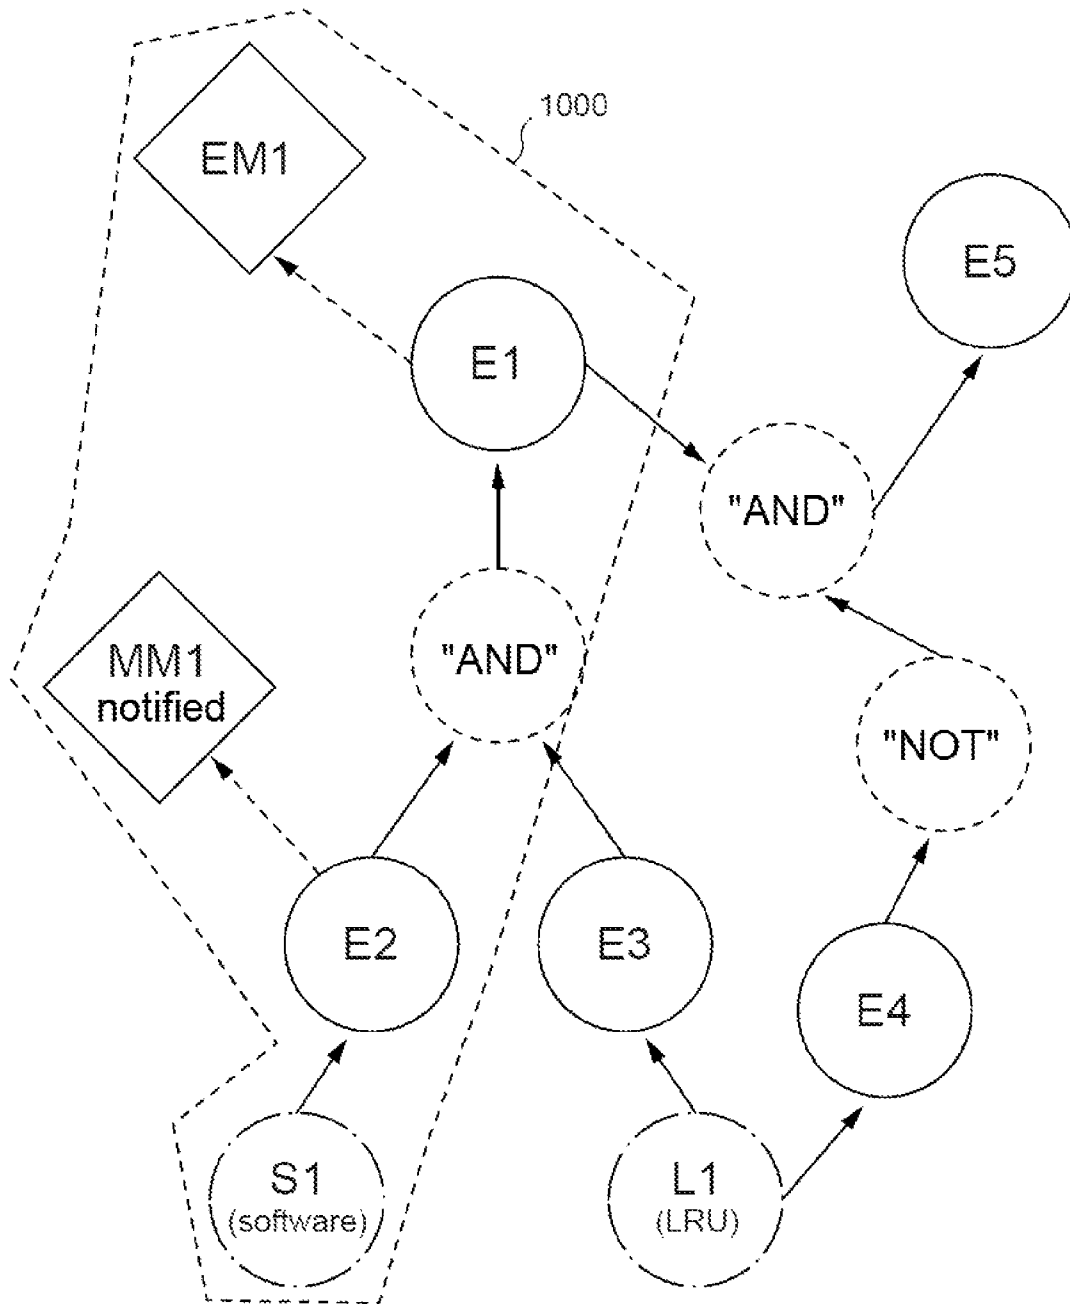 1000
EM1
E5
E1
"AND"
MM1
notified
"AND"
"NOT"
E2
E3
E4
S1
(software)
L1
(LRU)